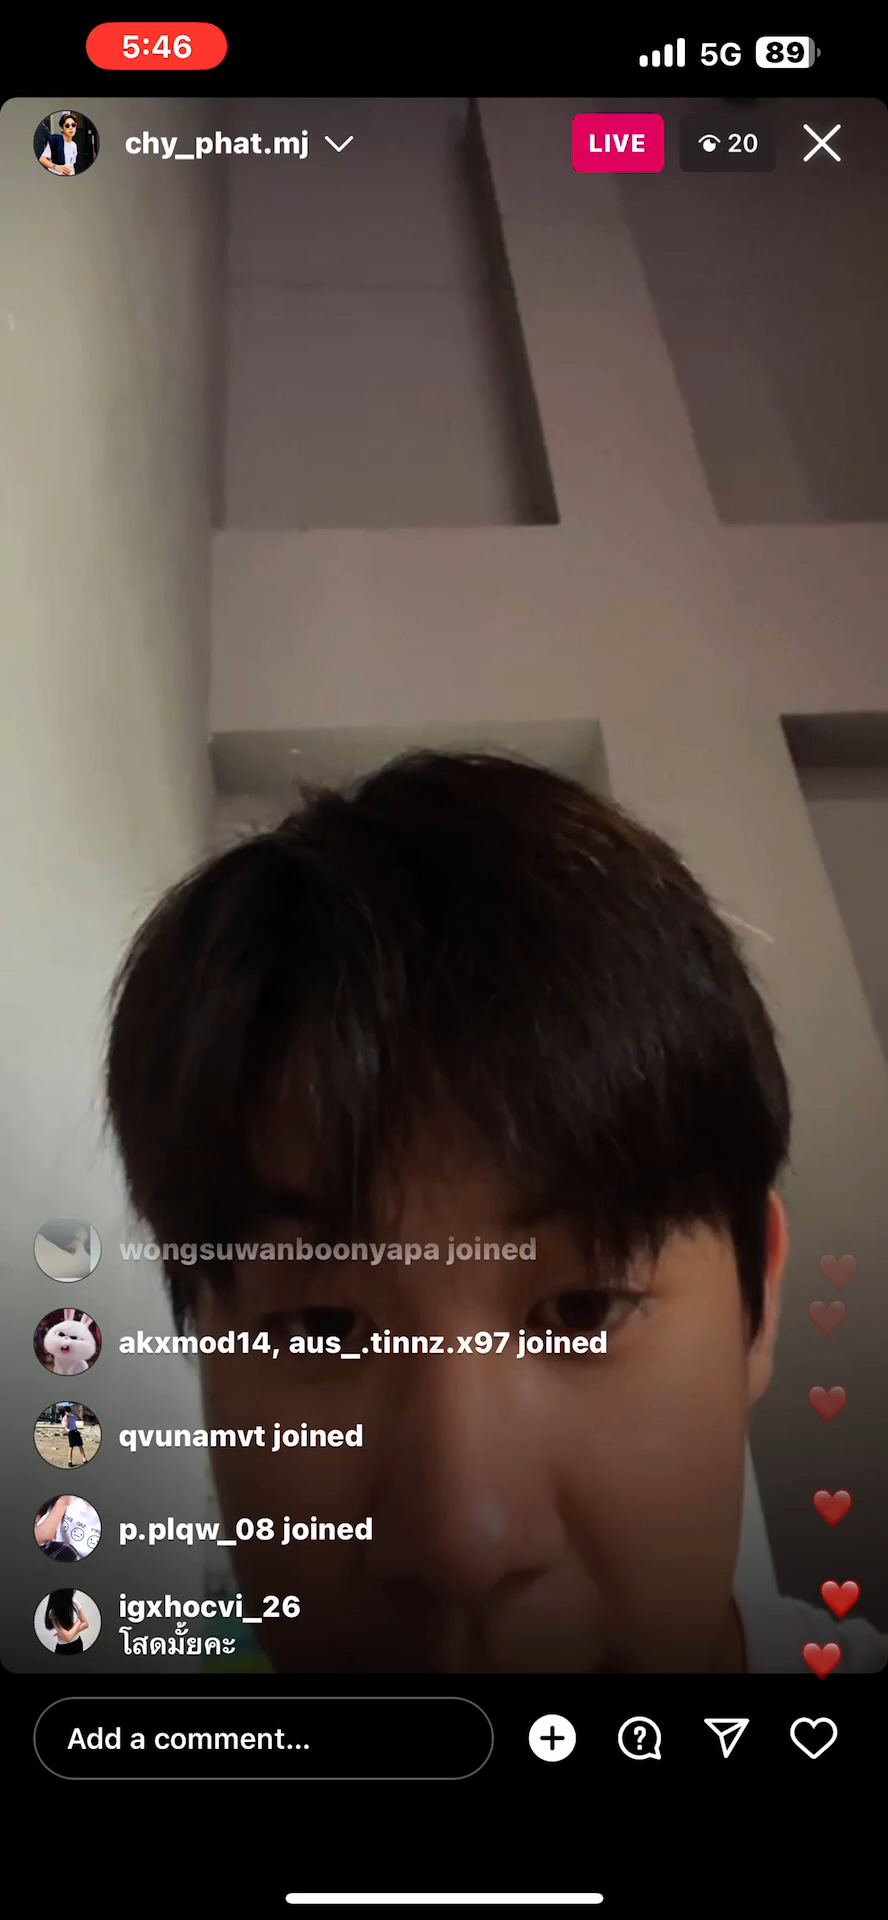 5:46
5G
89
chy_phat.mj
LIVE
20
wongsuwanboonyapa joined
akxmod14, aus_.tinnz.x97 joined
qvunamvt joined
p.plqw_08 joined
igxhocvi_26
โสดมั้ยคะ
Add a comment...